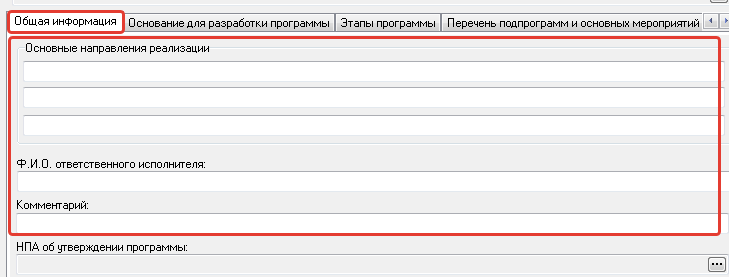 Общая информация Основание для разработки программы Этапы программы Перечень подпрограмм и основных мероприятий
Основные направления реализации
Ф.И.О. ответственного исполнителя:
Комментарий:
НПА об утверждении программы: